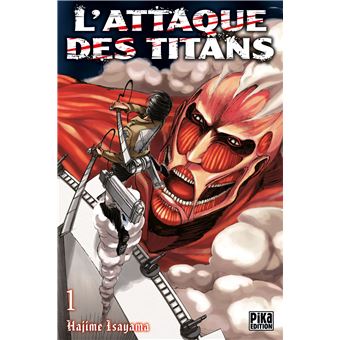 L'ATTAQUE
DES TITANS
1
Hajime Isayama
PIKA
EDITION